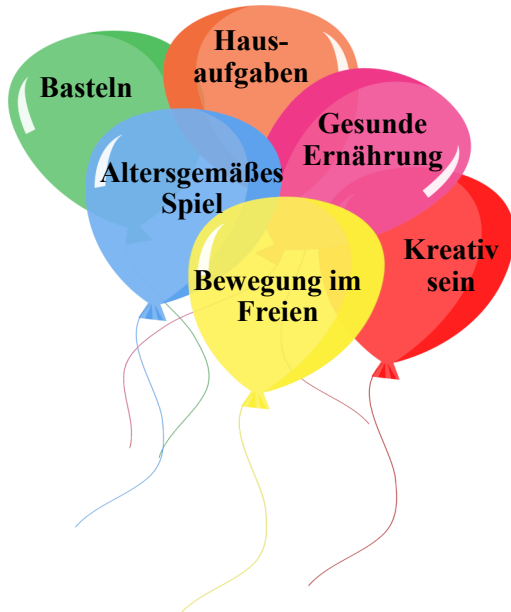 Haus-
aufgaben
Basteln
Gesunde
Ernährung
Altersgemäßes
Spiel
Kreativ
sein
Bewegung im
Freien